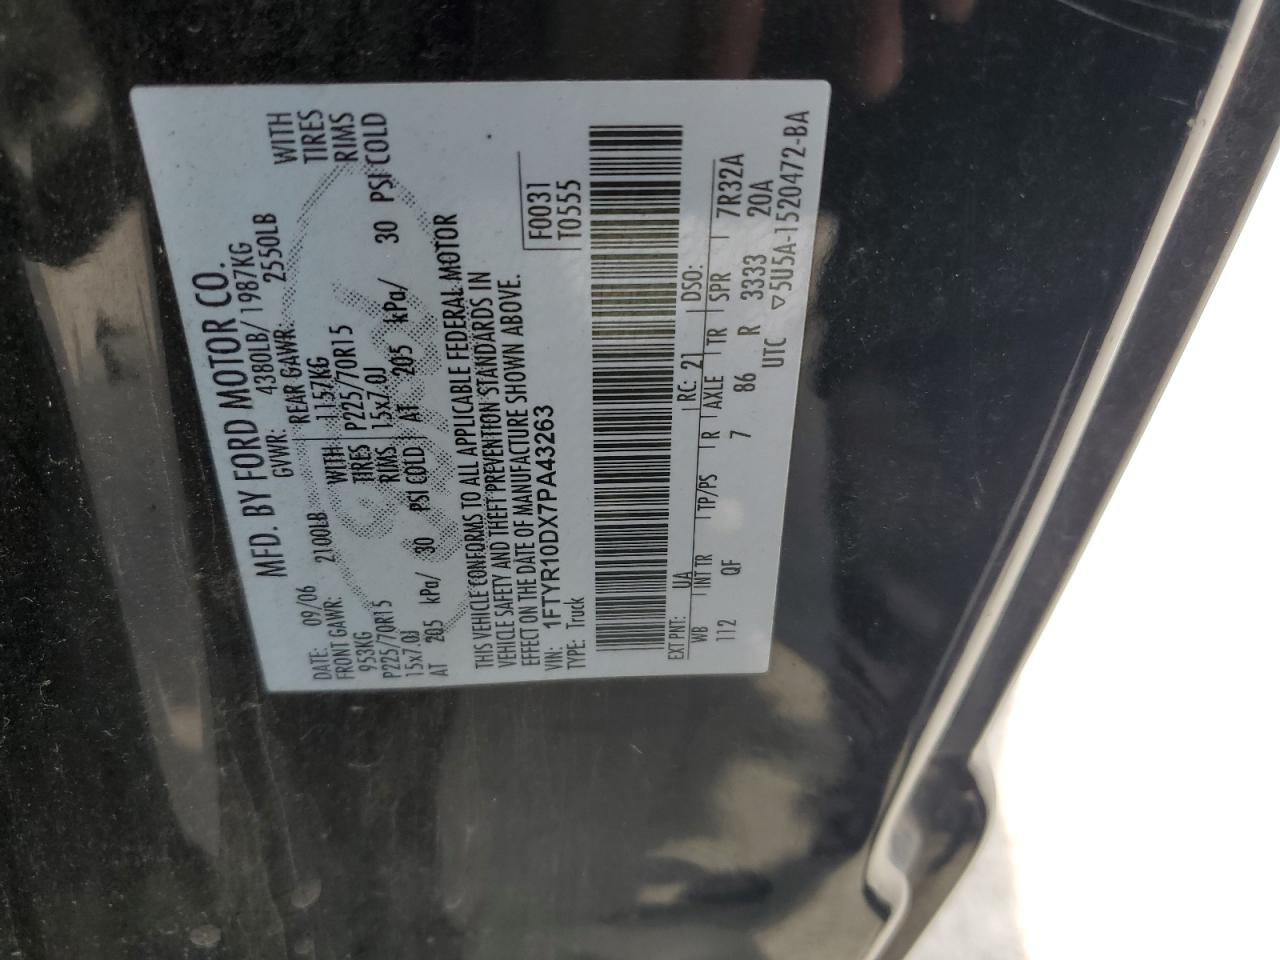 MFD. BY FORD MOTOR CO.
DATE: 09/06 GVWR: 4380LB/ 1987KG
FRONT GAWR: 2100LB REAR GAWR: 2550LB
953KG WITH 1157KG WITH
P225/70R15 TIRES P225/70R15 TIRES
15x7.0J RIMS 15x7.0J RIMS
AT 205 kPa/ 30 PSI COLD AT 205 kPa/ 30 PSI COLD
THIS VEHICLE CONFORMS TO ALL APPLICABLE FEDERAL MOTOR
VEHICLE SAFETY AND THEFT PREVENTION STANDARDS IN
EFFECT ON THE DATE OF MANUFACTURE SHOWN ABOVE.
VIN: 1FTYR10DX7PA43263 F0031
TYPE: Truck T0555
EXT PNT: UA RC: 21 DSO:
WB INT TR TP/PS R AXLE TR SPR 7R32A
112 QF 7 86 R 3333 20A
UTC ▽5U5A-1520472-BA